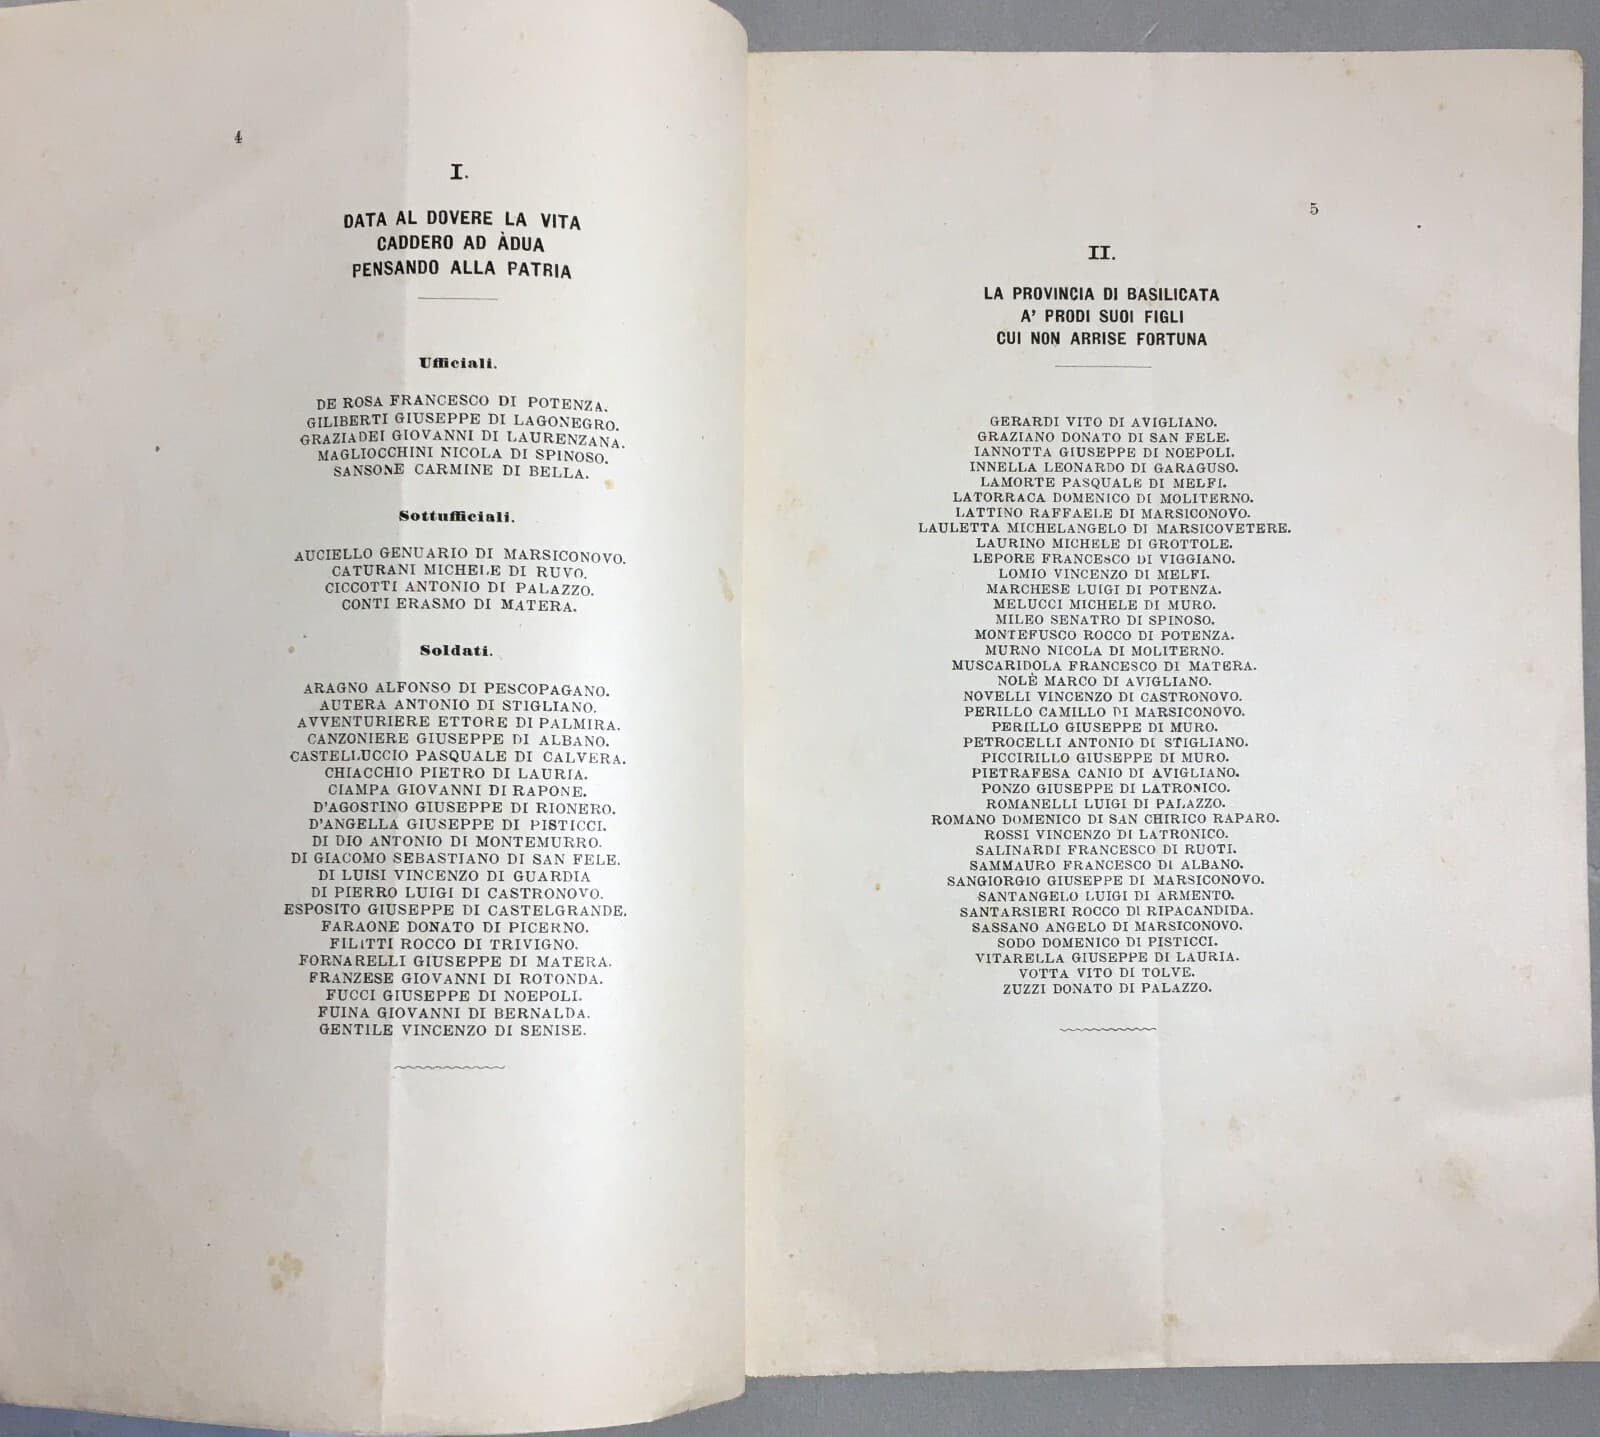 4
I.
DATA AL DOVERE LA VITA
CADDERO AD ÀDUA
PENSANDO ALLA PATRIA
Ufficiali.
DE ROSA FRANCESCO DI POTENZA.
GILIBERTI GIUSEPPE DI LAGONEGRO.
GRAZIADEI GIOVANNI DI LAURENZANA.
MAGLIOCCHINI NICOLA DI SPINOSO.
SANSONE CARMINE DI BELLA.
Sottufficiali.
AUCIELLO GENUARIO DI MARSICONOVO.
CATURANI MICHELE DI RUVO.
CICCOTTI ANTONIO DI PALAZZO.
CONTI ERASMO DI MATERA.
Soldati.
ARAGNO ALFONSO DI PESCOPAGANO.
AUTERA ANTONIO DI STIGLIANO.
AVVENTURIERE ETTORE DI PALMIRA.
CANZONIERE GIUSEPPE DI ALBANO.
CASTELLUCCIO PASQUALE DI CALVERA.
CHIACCHIO PIETRO DI LAURIA.
CIAMPA GIOVANNI DI RAPONE.
D'AGOSTINO GIUSEPPE DI RIONERO.
D'ANGELLA GIUSEPPE DI PISTICCI.
DI DIO ANTONIO DI MONTEMURRO.
DI GIACOMO SEBASTIANO DI SAN FELE.
DI LUISI VINCENZO DI GUARDIA
DI PIERRO LUIGI DI CASTRONOVO.
ESPOSITO GIUSEPPE DI CASTELGRANDE.
FARAONE DONATO DI PICERNO.
FILITTI ROCCO DI TRIVIGNO.
FORNARELLI GIUSEPPE DI MATERA.
FRANZESE GIOVANNI DI ROTONDA.
FUCCI GIUSEPPE DI NOEPOLI.
FUINA GIOVANNI DI BERNALDA.
GENTILE VINCENZO DI SENISE.
5
II.
LA PROVINCIA DI BASILICATA
A' PRODI SUOI FIGLI
CUI NON ARRISE FORTUNA
GERARDI VITO DI AVIGLIANO.
GRAZIANO DONATO DI SAN FELE.
IANNOTTA GIUSEPPE DI NOEPOLI.
INNELLA LEONARDO DI GARAGUSO.
LAMORTE PASQUALE DI MELFI.
LATORRACA DOMENICO DI MOLITERNO.
LATTINO RAFFAELE DI MARSICONOVO.
LAULETTA MICHELANGELO DI MARSICOVETERE.
LAURINO MICHELE DI GROTTOLE.
LEPORE FRANCESCO DI VIGGIANO.
LOMIO VINCENZO DI MELFI.
MARCHESE LUIGI DI POTENZA.
MELUCCI MICHELE DI MURO.
MILEO SENATRO DI SPINOSO.
MONTEFUSCO ROCCO DI POTENZA.
MURNO NICOLA DI MOLITERNO.
MUSCARIDOLA FRANCESCO DI MATERA.
NOLÈ MARCO DI AVIGLIANO.
NOVELLI VINCENZO DI CASTRONOVO.
PERILLO CAMILLO DI MARSICONOVO.
PERILLO GIUSEPPE DI MURO.
PETROCELLI ANTONIO DI STIGLIANO.
PICCIRILLO GIUSEPPE DI MURO.
PIETRAFESA CANIO DI AVIGLIANO.
PONZO GIUSEPPE DI LATRONICO.
ROMANELLI LUIGI DI PALAZZO.
ROMANO DOMENICO DI SAN CHIRICO RAPARO.
ROSSI VINCENZO DI LATRONICO.
SALINARDI FRANCESCO DI RUOTI.
SAMMAURO FRANCESCO DI ALBANO.
SANGIORGIO GIUSEPPE DI MARSICONOVO.
SANTANGELO LUIGI DI ARMENTO.
SANTARSIERI ROCCO DI RIPACANDIDA.
SASSANO ANGELO DI MARSICONOVO.
SODO DOMENICO DI PISTICCI.
VITARELLA GIUSEPPE DI LAURIA.
VOTTA VITO DI TOLVE.
ZUZZI DONATO DI PALAZZO.